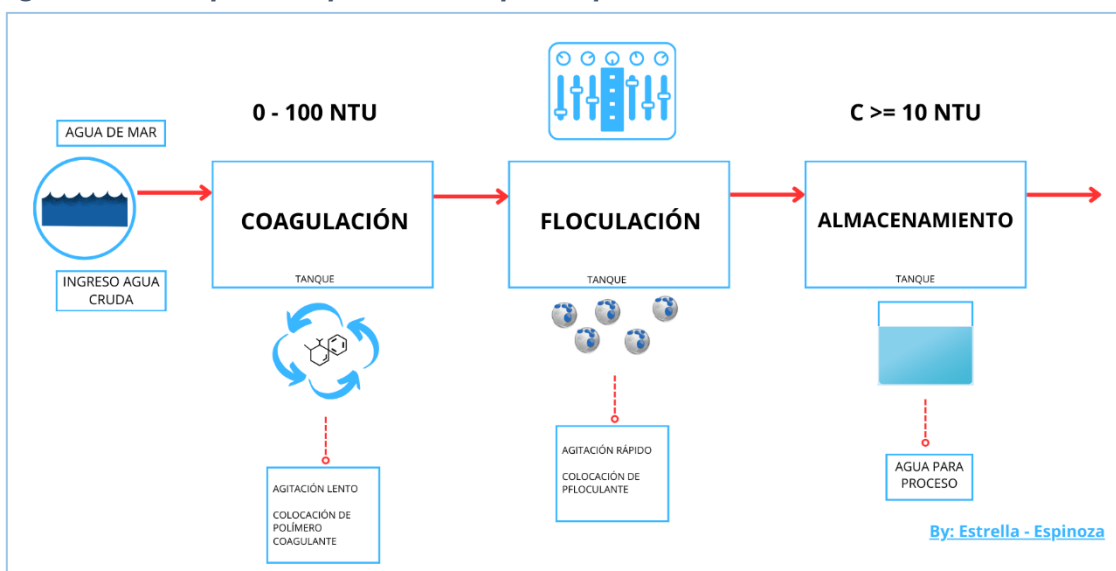 0 - 100 NTU
C >= 10 NTU
AGUA DE MAR
COAGULACIÓN
TANQUE
FLOCULACIÓN
TANQUE
ALMACENAMIENTO
TANQUE
INGRESO AGUA
CRUDA
AGITACIÓN LENTO
COLOCACIÓN DE
POLÍMERO
COAGULANTE
AGITACIÓN RÁPIDO
COLOCACIÓN DE
PFLOCULANTE
AGUA PARA
PROCESO
By: Estrella - Espinoza